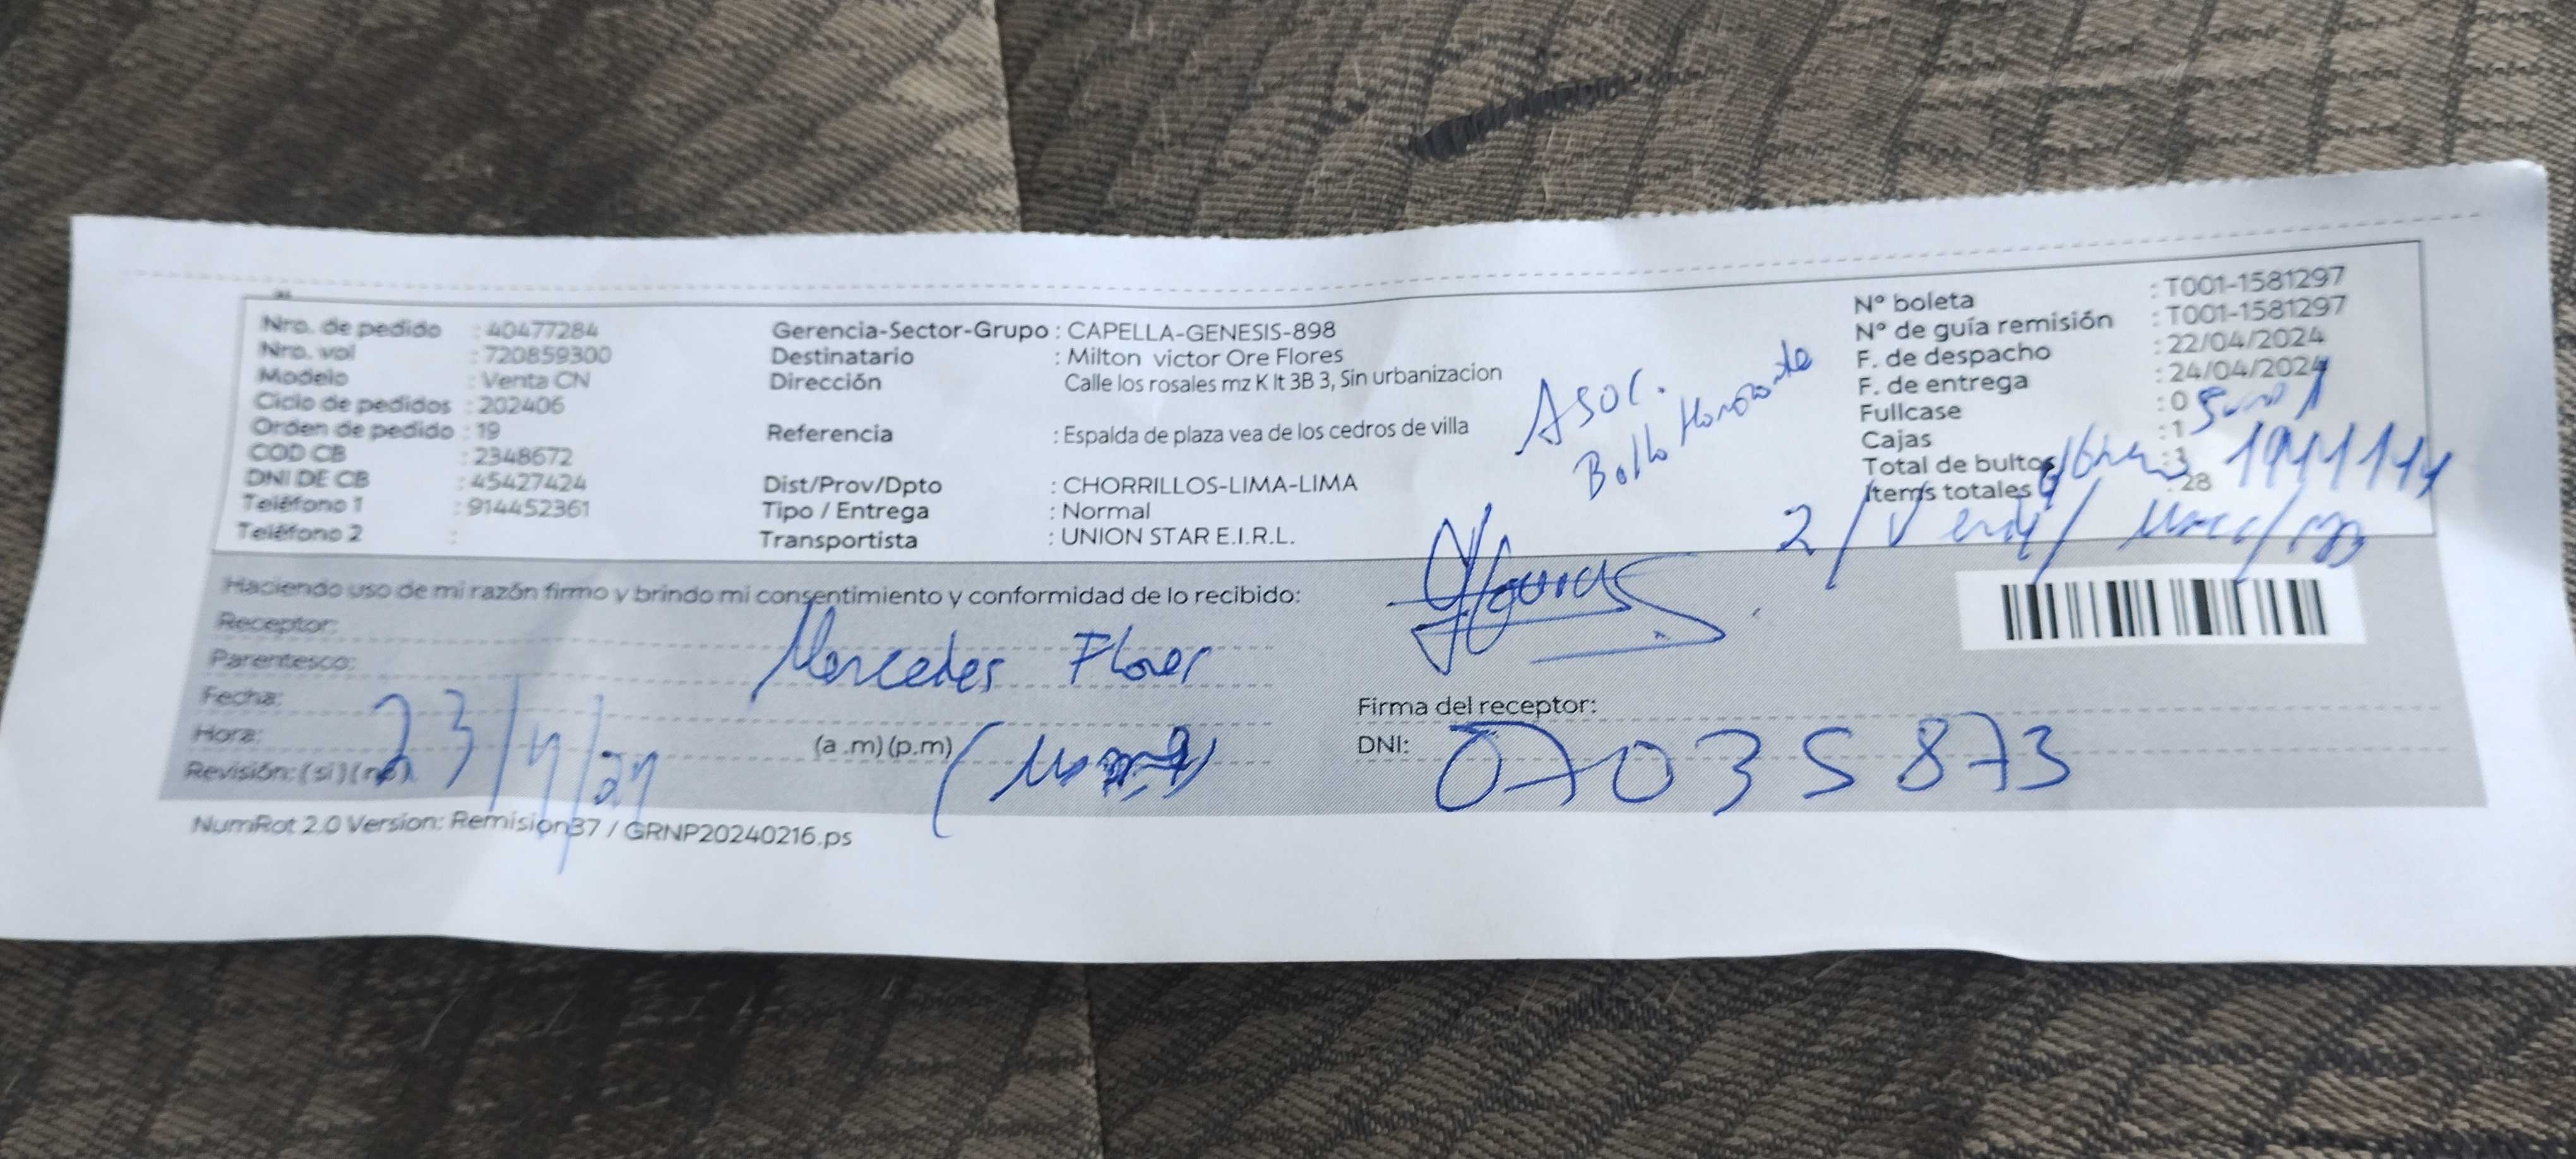 Nro. de pedido : 40477284
Nro. vol : 720859300
Modelo : Venta CN
Ciclo de pedidos : 202406
Orden de pedido : 19
COD CB : 2348672
DNI DE CB : 45427424
Teléfono 1 : 914452361
Teléfono 2 :
Gerencia-Sector-Grupo : CAPELLA-GENESIS-898
Destinatario : Milton victor Ore Flores
Dirección Calle los rosales mz K lt 3B 3, Sin urbanizacion
Referencia : Espalda de plaza vea de los cedros de villa
Dist/Prov/Dpto : CHORRILLOS-LIMA-LIMA
Tipo / Entrega : Normal
Transportista : UNION STAR E.I.R.L.
Asoc.
N° boleta : T001-1581297
N° de guía remisión : T001-1581297
F. de despacho : 22/04/2024
F. de entrega : 24/04/2024
Fullcase : 0
Cajas : 1
Total de bultos
Items totales : 28
Haciendo uso de mi razón firmo y brindo mi consentimiento y conformidad de lo recibido:
Receptor:
Mercedes Flores
Parentesco:
Fecha:
23/4/24
Hora: (a .m) (p.m)
Revisión: (si) (no)
Firma del receptor:
DNI: 07035873
NumRot 2.0 Version: Remision37 / GRNP20240216.ps